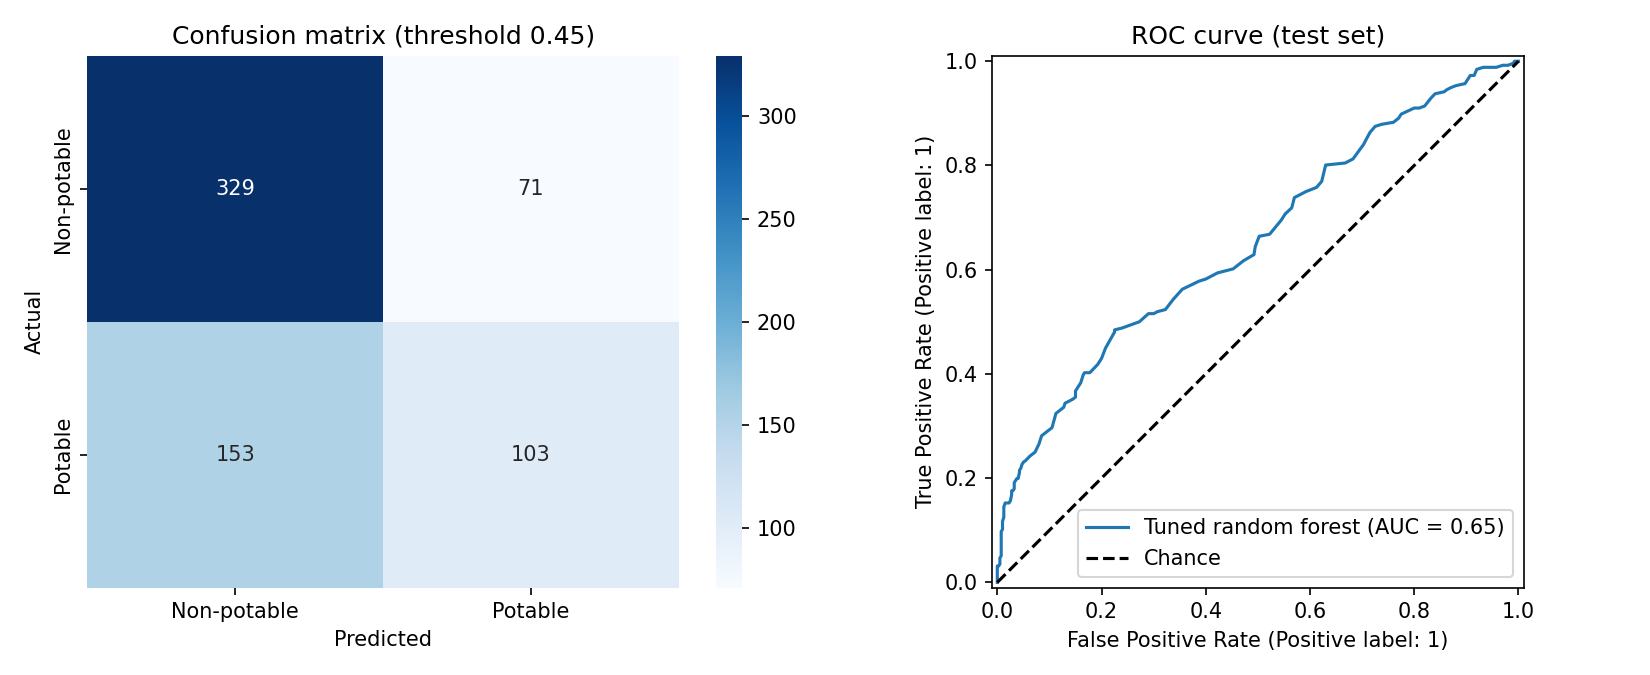 Confusion matrix (threshold 0.45)
Actual
Non-potable
Potable
329
71
153
103
Non-potable
Potable
Predicted
300
250
200
150
100
ROC curve (test set)
True Positive Rate (Positive label: 1)
1.0
0.8
0.6
0.4
0.2
0.0
Tuned random forest (AUC = 0.65)
Chance
0.0
0.2
0.4
0.6
0.8
1.0
False Positive Rate (Positive label: 1)